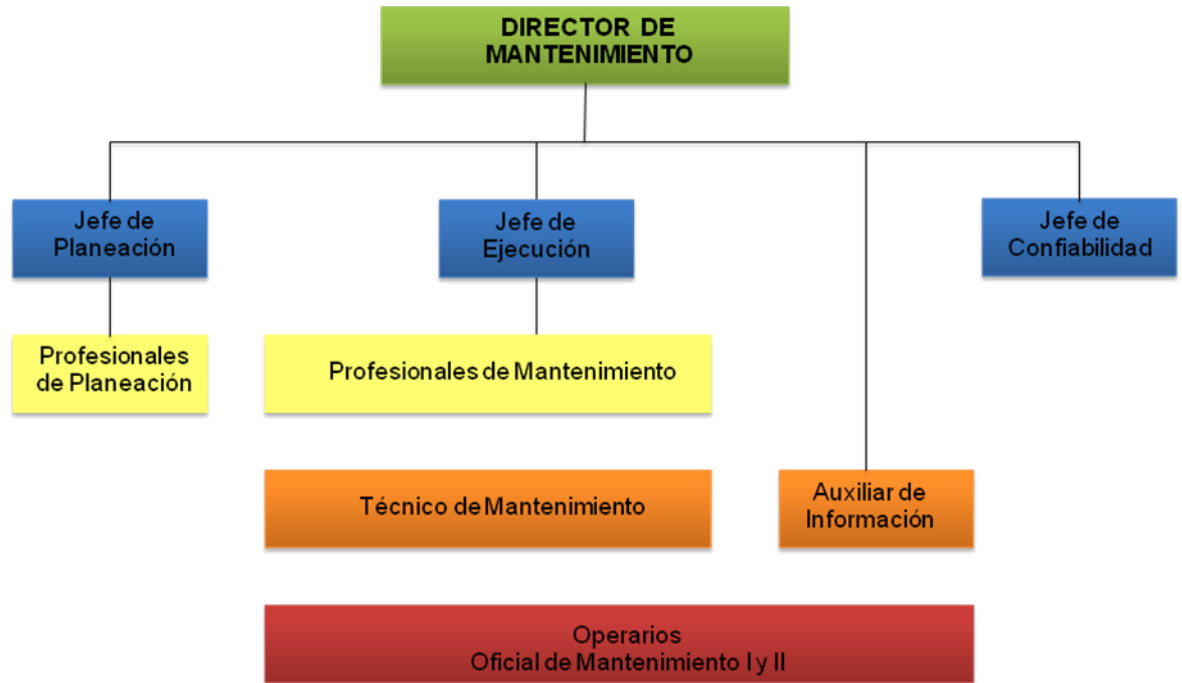 DIRECTOR DE
MANTENIMIENTO
Jefe de
Planeación
Jefe de
Ejecución
Jefe de
Confiabilidad
Profesionales
de Planeación
Profesionales de Mantenimiento
Técnico de Mantenimiento
Auxiliar de
Información
Operarios
Oficial de Mantenimiento I y II